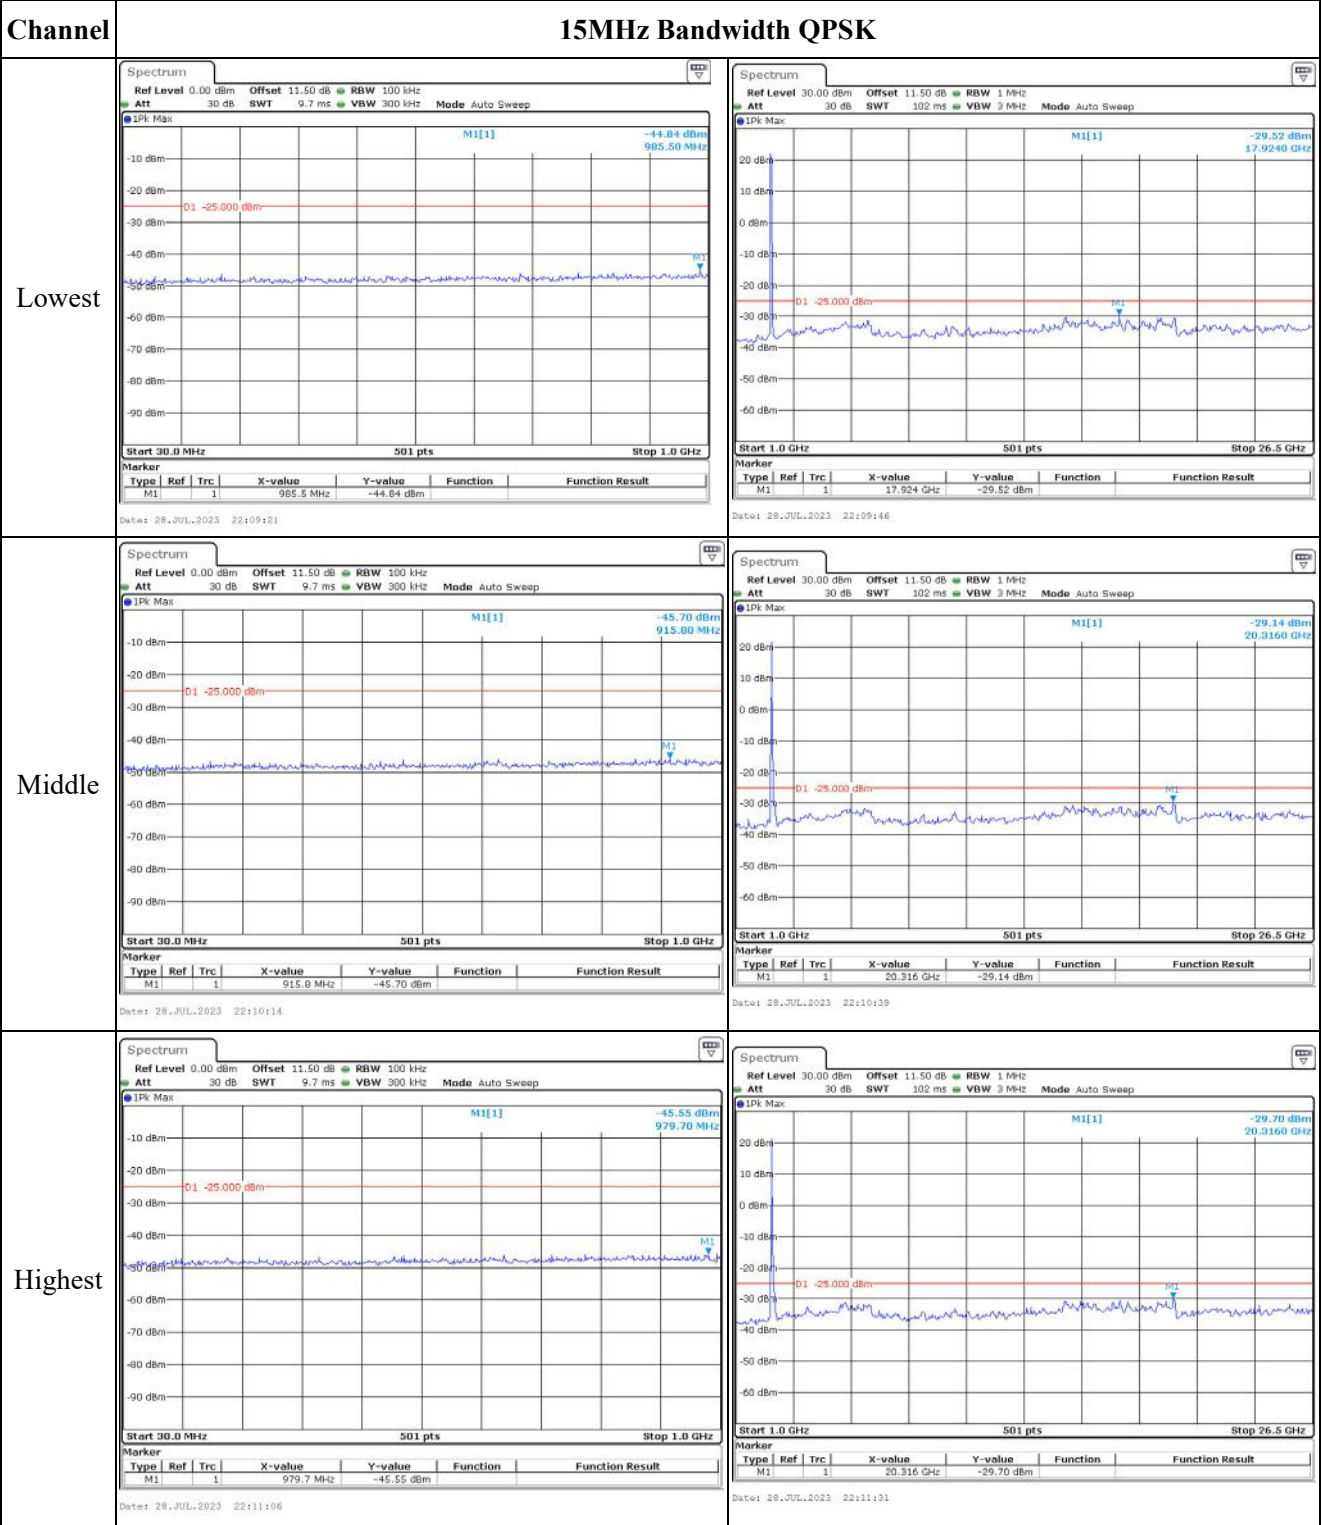 Channel 15MHz Bandwidth QPSK
Lowest
Spectrum
Ref Level 0.00 dBm Offset 11.50 dB RBW 100 kHz
Att 30 dB SWT 9.7 ms VBW 300 kHz Mode Auto Sweep
1Pk Max
M1[1] -44.84 dBm
985.50 MHz
-10 dBm
-20 dBm
D1 -25.000 dBm
-30 dBm
-40 dBm
M1
-50 dBm
-60 dBm
-70 dBm
-80 dBm
-90 dBm
Start 30.0 MHz 501 pts Stop 1.0 GHz
Marker
Type Ref Trc X-value Y-value Function Function Result
M1 1 985.5 MHz -44.84 dBm
Date: 28.JUL.2023 22:09:21
Spectrum
Ref Level 30.00 dBm Offset 11.50 dB RBW 1 MHz
Att 30 dB SWT 102 ms VBW 3 MHz Mode Auto Sweep
1Pk Max
M1[1] -29.52 dBm
17.9240 GHz
20 dBm
10 dBm
0 dBm
-10 dBm
-20 dBm
D1 -25.000 dBm
M1
-30 dBm
-40 dBm
-50 dBm
-60 dBm
Start 1.0 GHz 501 pts Stop 26.5 GHz
Marker
Type Ref Trc X-value Y-value Function Function Result
M1 1 17.924 GHz -29.52 dBm
Date: 28.JUL.2023 22:09:46
Middle
Spectrum
Ref Level 0.00 dBm Offset 11.50 dB RBW 100 kHz
Att 30 dB SWT 9.7 ms VBW 300 kHz Mode Auto Sweep
1Pk Max
M1[1] -45.70 dBm
915.80 MHz
-10 dBm
-20 dBm
D1 -25.000 dBm
-30 dBm
-40 dBm
M1
-50 dBm
-60 dBm
-70 dBm
-80 dBm
-90 dBm
Start 30.0 MHz 501 pts Stop 1.0 GHz
Marker
Type Ref Trc X-value Y-value Function Function Result
M1 1 915.8 MHz -45.70 dBm
Date: 28.JUL.2023 22:10:14
Spectrum
Ref Level 30.00 dBm Offset 11.50 dB RBW 1 MHz
Att 30 dB SWT 102 ms VBW 3 MHz Mode Auto Sweep
1Pk Max
M1[1] -29.14 dBm
20.3160 GHz
20 dBm
10 dBm
0 dBm
-10 dBm
-20 dBm
D1 -25.000 dBm
M1
-30 dBm
-40 dBm
-50 dBm
-60 dBm
Start 1.0 GHz 501 pts Stop 26.5 GHz
Marker
Type Ref Trc X-value Y-value Function Function Result
M1 1 20.316 GHz -29.14 dBm
Date: 28.JUL.2023 22:10:39
Highest
Spectrum
Ref Level 0.00 dBm Offset 11.50 dB RBW 100 kHz
Att 30 dB SWT 9.7 ms VBW 300 kHz Mode Auto Sweep
1Pk Max
M1[1] -45.55 dBm
979.70 MHz
-10 dBm
-20 dBm
D1 -25.000 dBm
-30 dBm
-40 dBm
M1
-50 dBm
-60 dBm
-70 dBm
-80 dBm
-90 dBm
Start 30.0 MHz 501 pts Stop 1.0 GHz
Marker
Type Ref Trc X-value Y-value Function Function Result
M1 1 979.7 MHz -45.55 dBm
Date: 28.JUL.2023 22:11:06
Spectrum
Ref Level 30.00 dBm Offset 11.50 dB RBW 1 MHz
Att 30 dB SWT 102 ms VBW 3 MHz Mode Auto Sweep
1Pk Max
M1[1] -29.70 dBm
20.3160 GHz
20 dBm
10 dBm
0 dBm
-10 dBm
-20 dBm
D1 -25.000 dBm
M1
-30 dBm
-40 dBm
-50 dBm
-60 dBm
Start 1.0 GHz 501 pts Stop 26.5 GHz
Marker
Type Ref Trc X-value Y-value Function Function Result
M1 1 20.316 GHz -29.70 dBm
Date: 28.JUL.2023 22:11:31